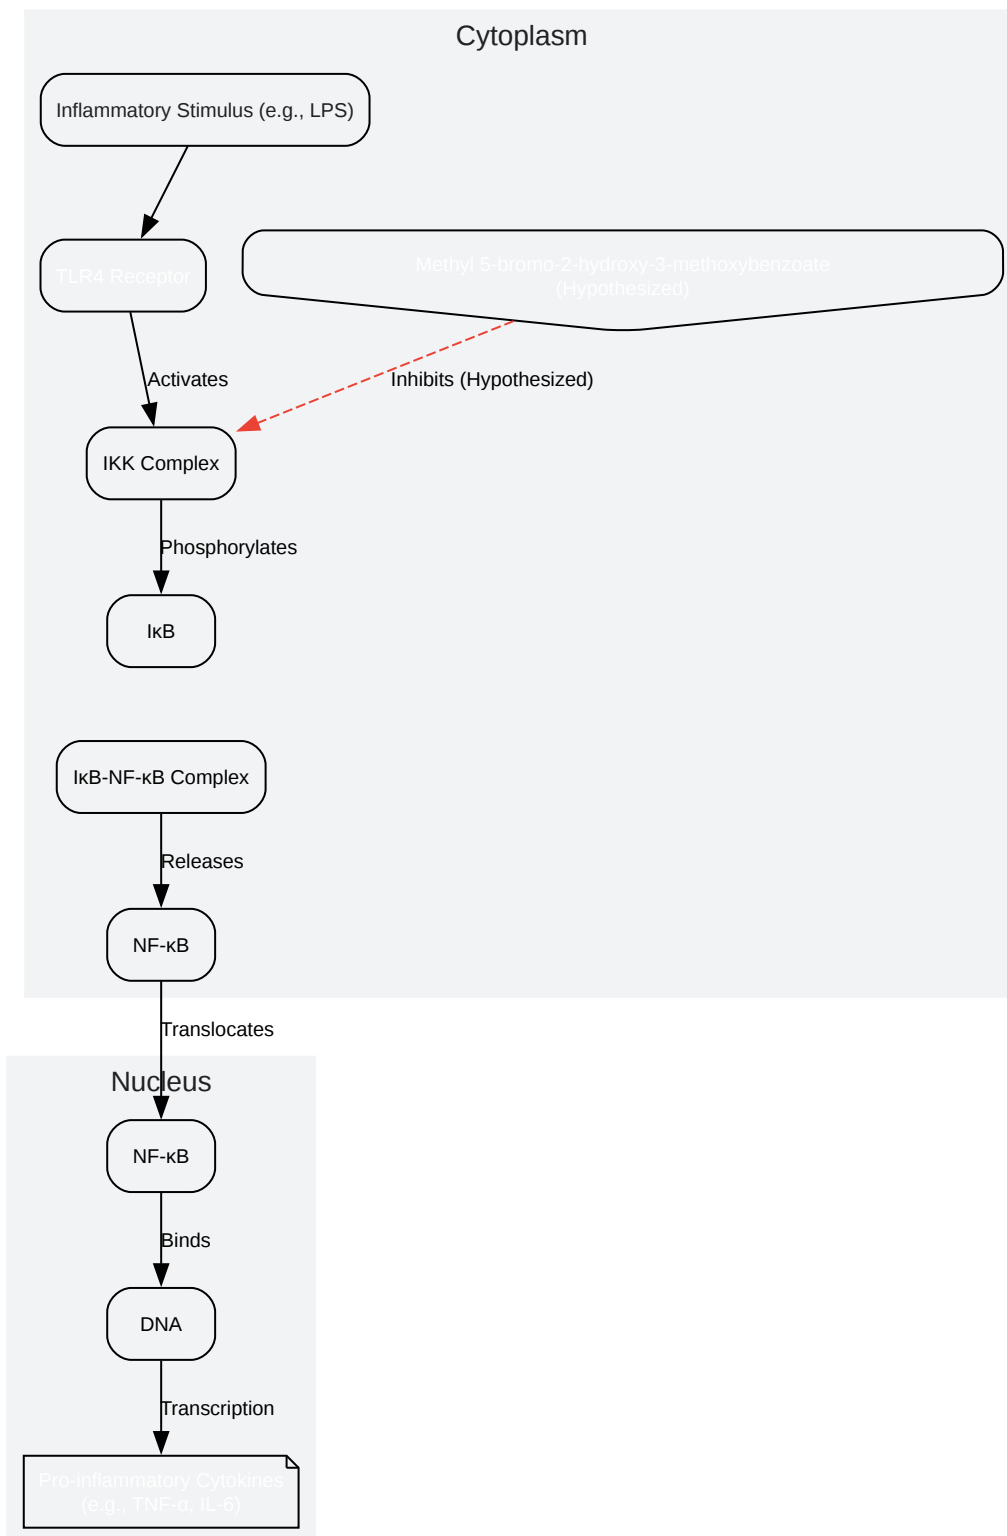 Cytoplasm
Inflammatory Stimulus (e.g., LPS)
TLR4 Receptor
Methyl 5-bromo-2-hydroxy-3-methoxybenzoate
(Hypothesized)
Activates
Inhibits (Hypothesized)
IKK Complex
Phosphorylates
IκB
IκB-NF-κB Complex
Releases
NF-κB
Translocates
Nucleus
NF-κB
Binds
DNA
Transcription
Pro-inflammatory Cytokines
(e.g., TNF-α, IL-6)